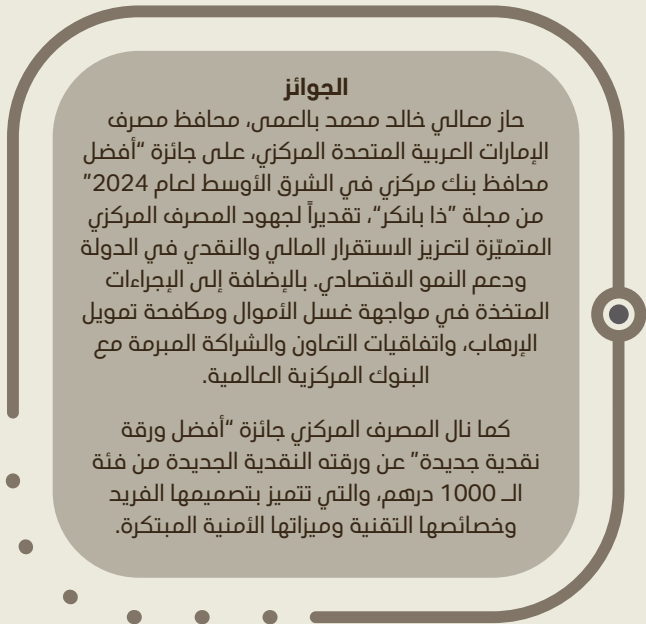 الجوائز
حاز معالي خالد محمد بالعمى، محافظ مصرف
الإمارات العربية المتحدة المركزي، على جائزة “أفضل
محافظ بنك مركزي في الشرق الأوسط لعام 2024”
من مجلة “ذا بانكر“، تقديراً لجهود المصرف المركزي
المتميّزة لتعزيز الاستقرار المالي والنقدي في الدولة
ودعم النمو الاقتصادي. بالإضافة إلى الإجراءات
المتخذة في مواجهة غسل الأموال ومكافحة تمويل
الإرهاب، واتفاقيات التعاون والشراكة المبرمة مع
البنوك المركزية العالمية.
كما نال المصرف المركزي جائزة “أفضل ورقة
نقدية جديدة” عن ورقته النقدية الجديدة من فئة
الــ 1000 درهم، والتي تتميز بتصميمها الفريد
وخصائصها التقنية وميزاتها الأمنية المبتكرة.